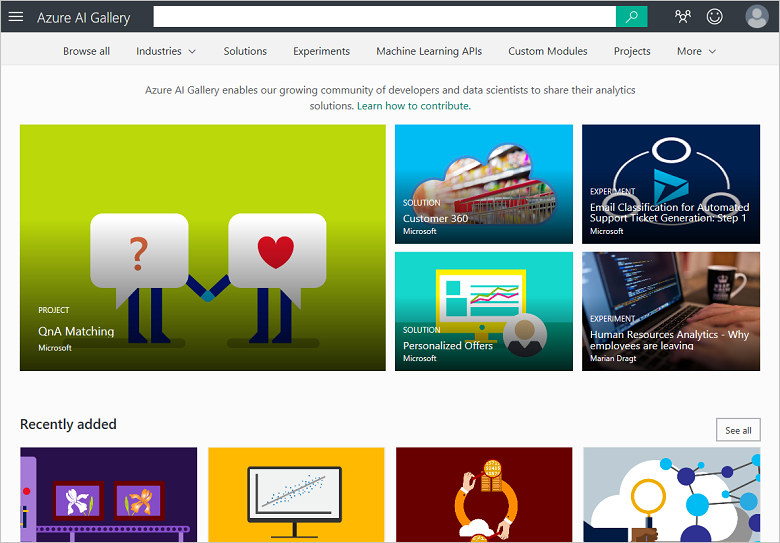 Azure AI Gallery
Browse all
Industries
Solutions
Experiments
Machine Learning APIs
Custom Modules
Projects
More
Azure AI Gallery enables our growing community of developers and data scientists to share their analytics
solutions. Learn how to contribute.
?
PROJECT
QnA Matching
Microsoft
SOLUTION
Customer 360
Microsoft
EXPERIMENT
Email Classification for Automated
Support Ticket Generation: Step 1
Microsoft
SOLUTION
Personalized Offers
Microsoft
EXPERIMENT
Human Resources Analytics - Why
employees are leaving
Marian Dragt
Recently added
See all